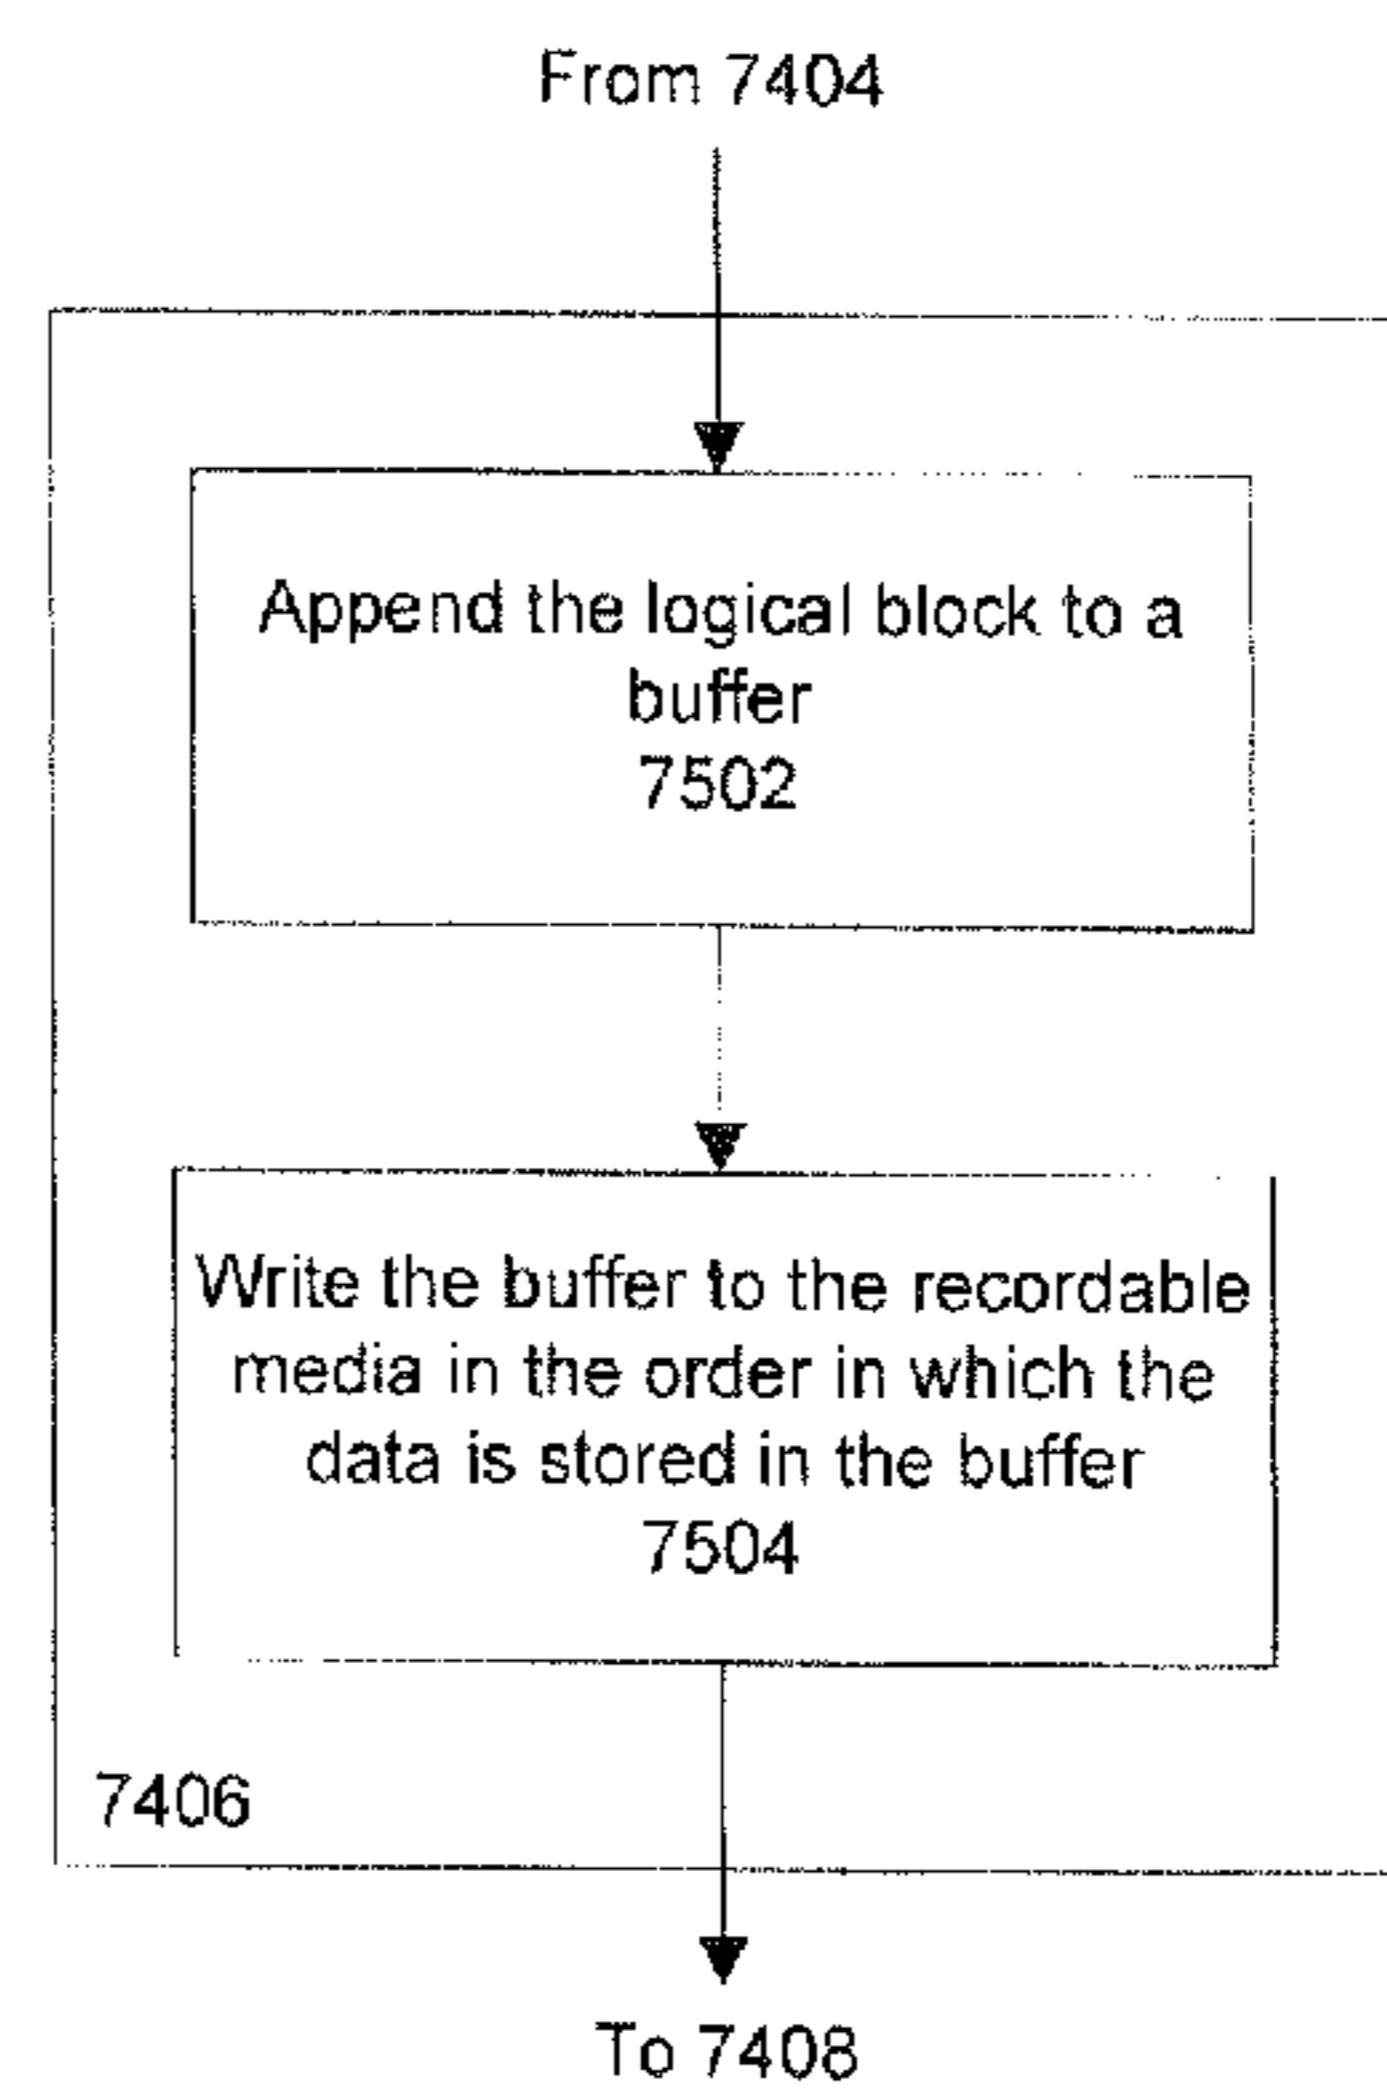 From 7404
Append the logical block to a
buffer
7502
Write the buffer to the recordable
media in the order in which the
data is stored in the buffer
7504
7406
To 7408